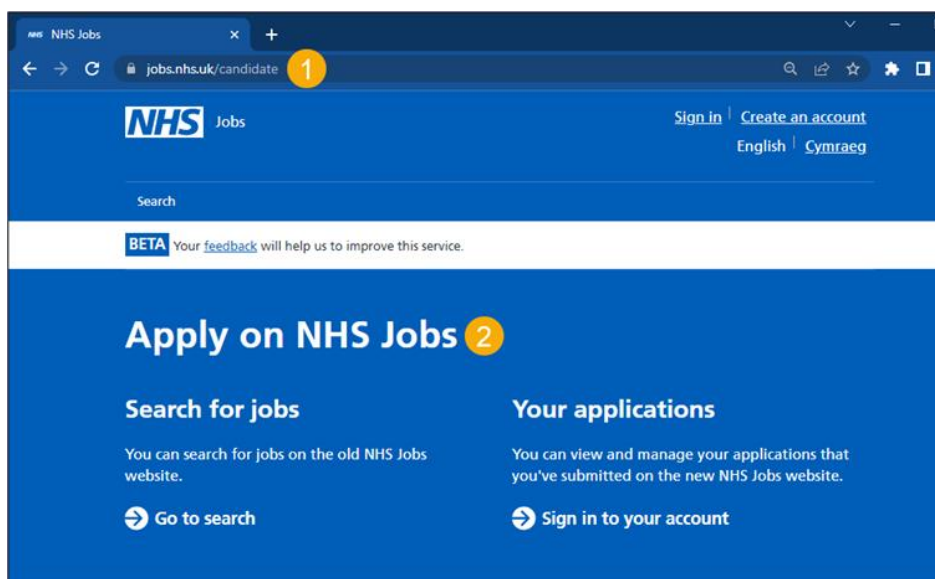 NHS NHS Jobs
jobs.nhs.uk/candidate 1
NHS Jobs
Sign in Create an account
English Cymraeg
Search
BETA Your feedback will help us to improve this service.
Apply on NHS Jobs 2
Search for jobs
You can search for jobs on the old NHS Jobs
website.
Go to search
Your applications
You can view and manage your applications that
you've submitted on the new NHS Jobs website.
Sign in to your account